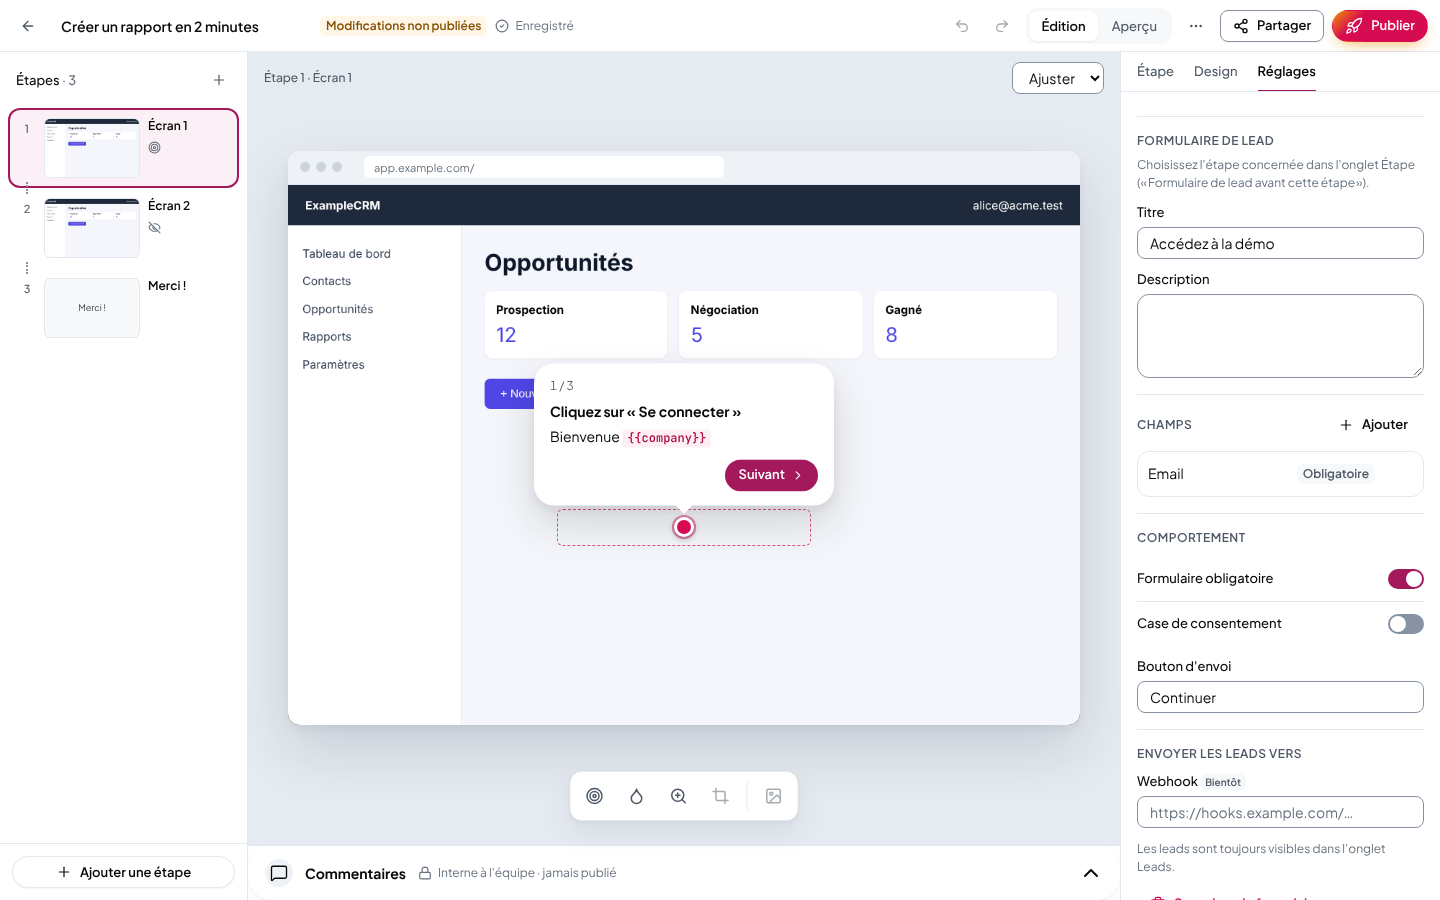 Créer un rapport en 2 minutes
Modifications non publiées
Enregistré
Édition
Aperçu
Partager
Publier
Étapes · 3
1
Écran 1
2
Écran 2
3
Merci !
Merci !
Ajouter une étape
Étape 1 · Écran 1
Ajuster
app.example.com/
ExampleCRM
alice@acme.test
Tableau de bord
Contacts
Opportunités
Rapports
Paramètres
Opportunités
Prospection
12
Négociation
5
Gagné
8
+ Nouv
1 / 3
Cliquez sur « Se connecter »
Bienvenue {{company}}
Suivant
Commentaires
Interne à l'équipe · jamais publié
Étape
Design
Réglages
FORMULAIRE DE LEAD
Choisissez l'étape concernée dans l'onglet Étape
(« Formulaire de lead avant cette étape »).
Titre
Accédez à la démo
Description
CHAMPS
Ajouter
Email
Obligatoire
COMPORTEMENT
Formulaire obligatoire
Case de consentement
Bouton d'envoi
Continuer
ENVOYER LES LEADS VERS
Webhook
Bientôt
https://hooks.example.com/…
Les leads sont toujours visibles dans l'onglet
Leads.